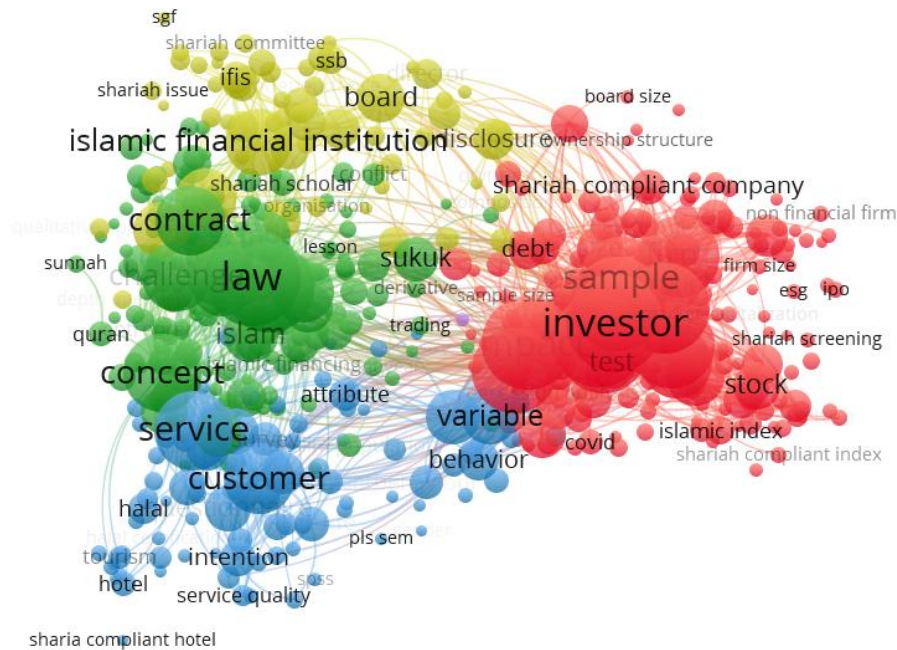 sgf
shariah committee
ssb
ifis
director
shariah issue
board
board size
islamic financial institution
disclosure
ownership structure
conflict
shariah scholar
shariah compliant company
organisation
contract
non financial firm
lesson
sukuk
debt
sunnah
challenge
law
derivative
sample
firm size
sample size
esg
ipo
depth
trading
investor
quran
islam
shariah screening
islamic financing
test
concept
attribute
stock
service
variable
survey
covid
islamic index
behavior
shariah compliant index
customer
halal
pls sem
tourism
intention
hotel
spss
service quality
sharia compliant hotel